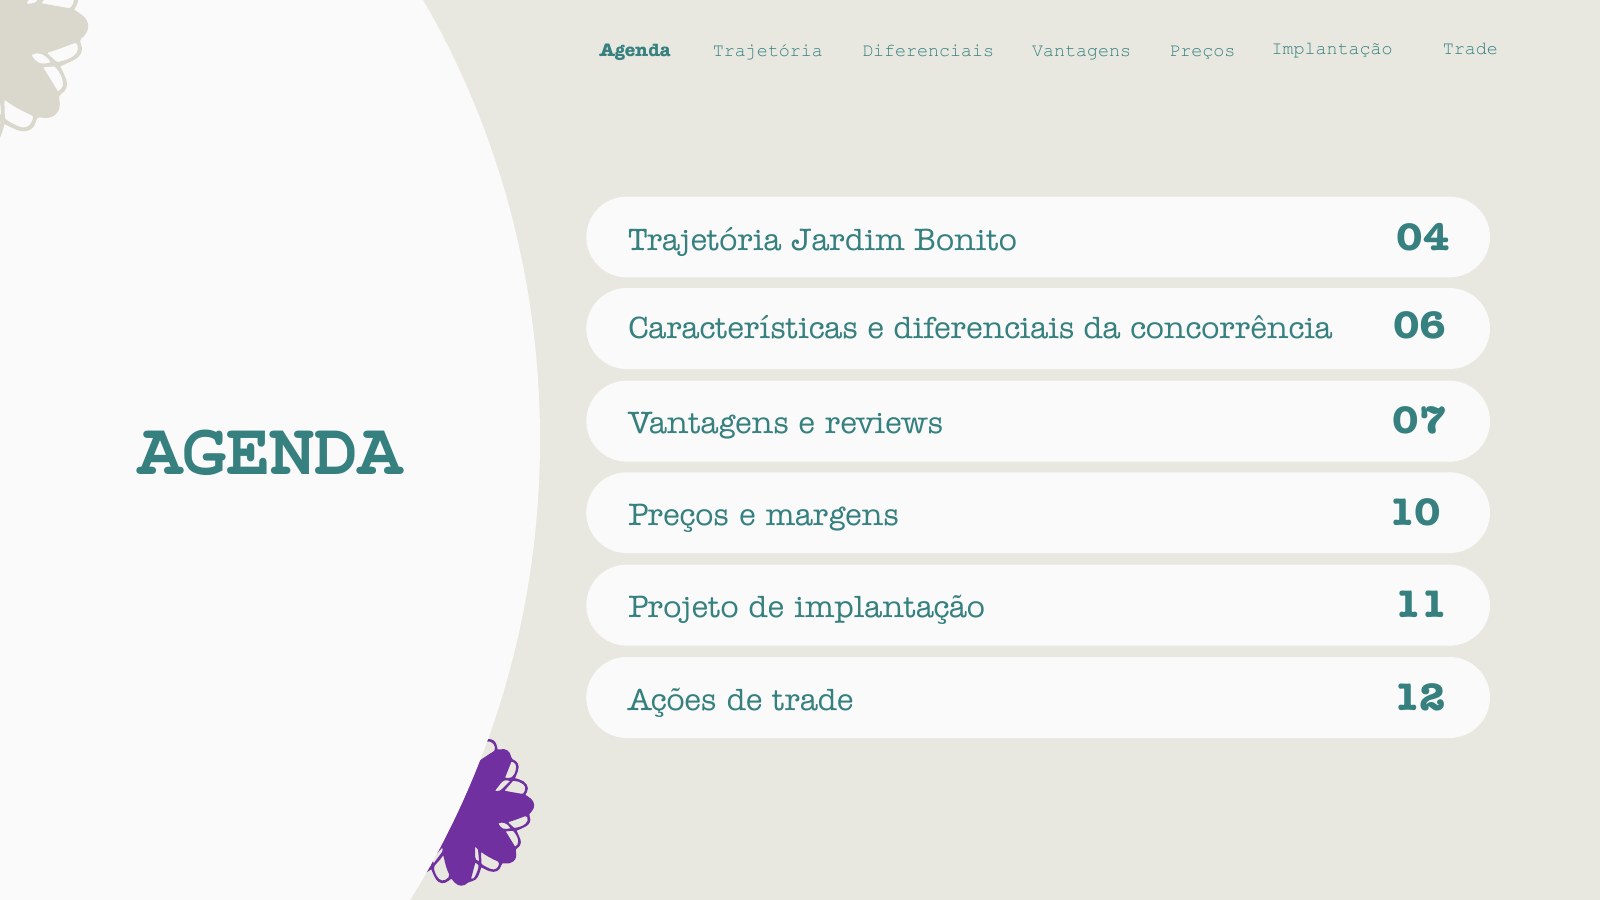 Agenda Trajetória Diferenciais Vantagens Preços Implantação Trade
AGENDA
Trajetória Jardim Bonito 04
Características e diferenciais da concorrência 06
Vantagens e reviews 07
Preços e margens 10
Projeto de implantação 11
Ações de trade 12